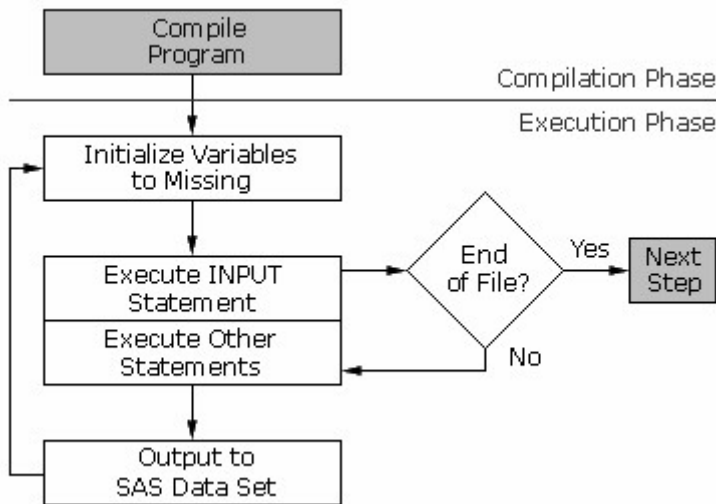 Compile
Program
Compilation Phase
Execution Phase
Initialize Variables
to Missing
Execute INPUT
Statement
End
of File?
Yes
Next
Step
Execute Other
Statements
No
Output to
SAS Data Set